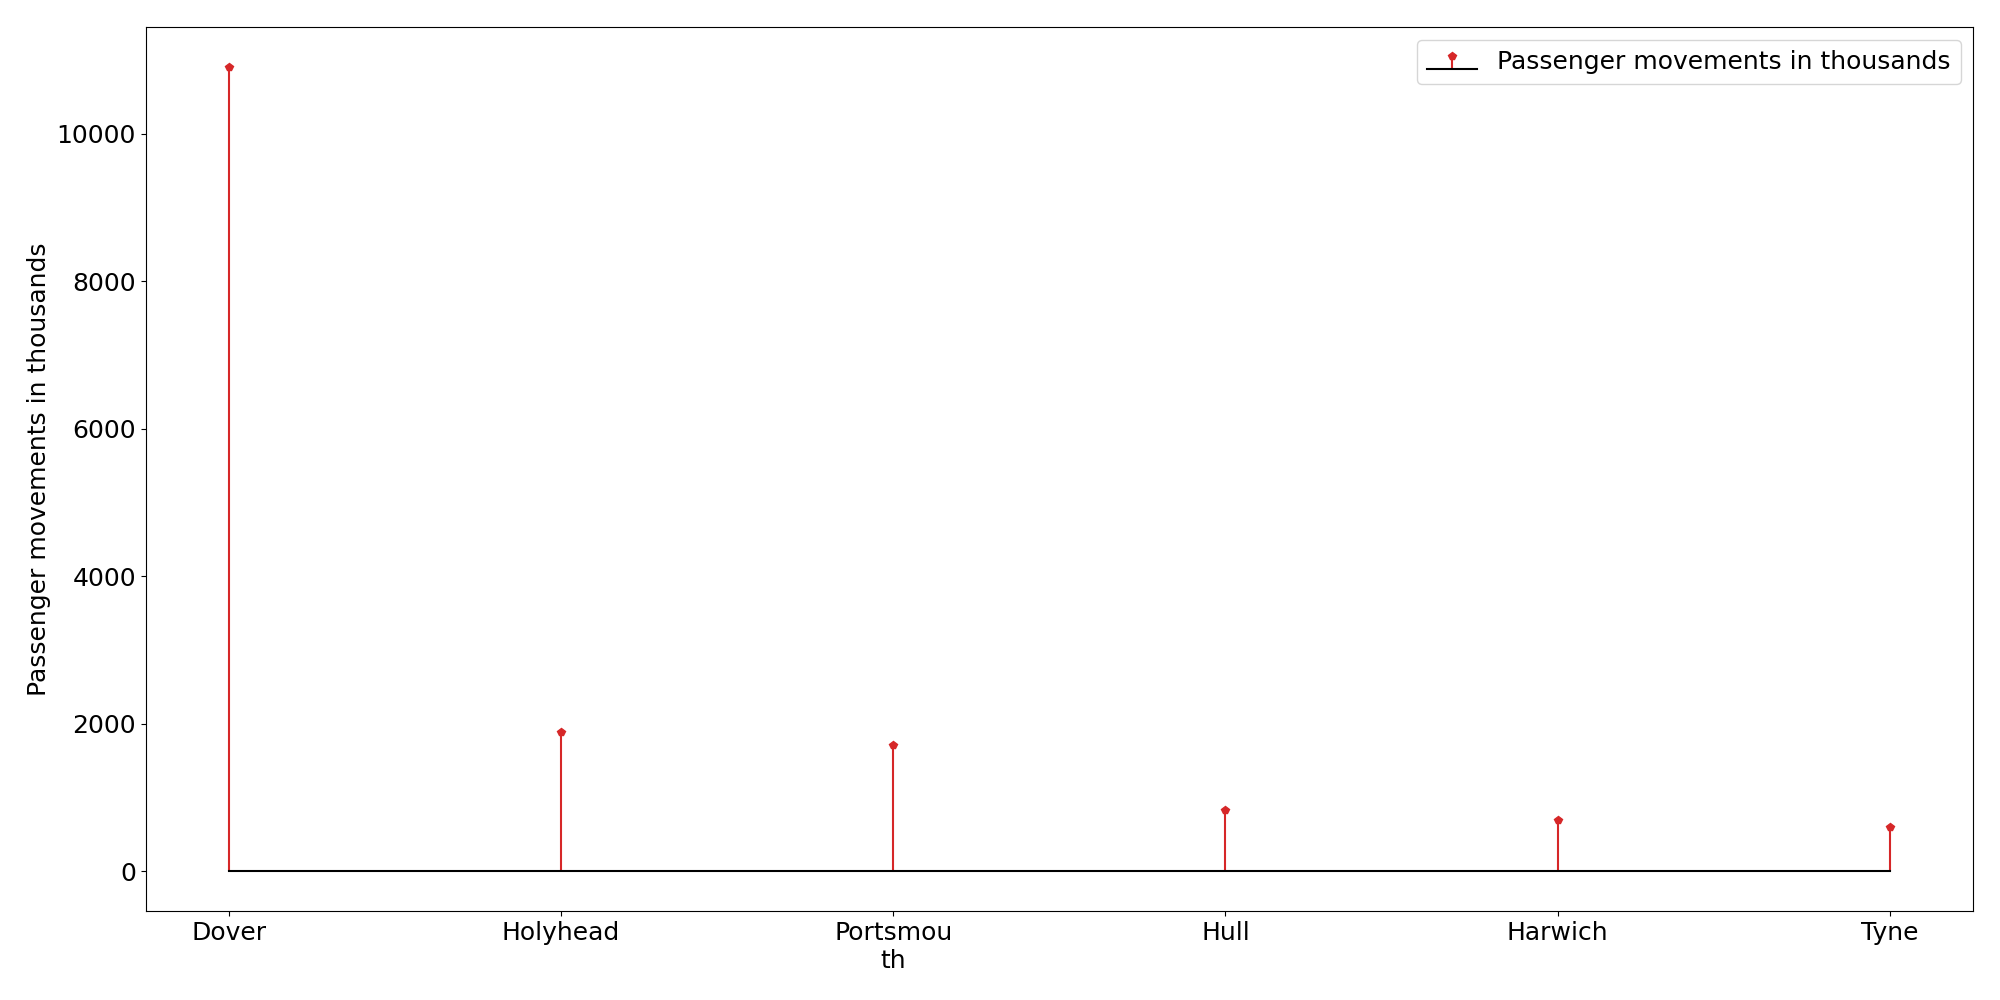 Passenger movements in thousands
Passenger movements in thousands
10000
8000
6000
4000
2000
0
Dover
Holyhead
Portsmou
th
Hull
Harwich
Tyne